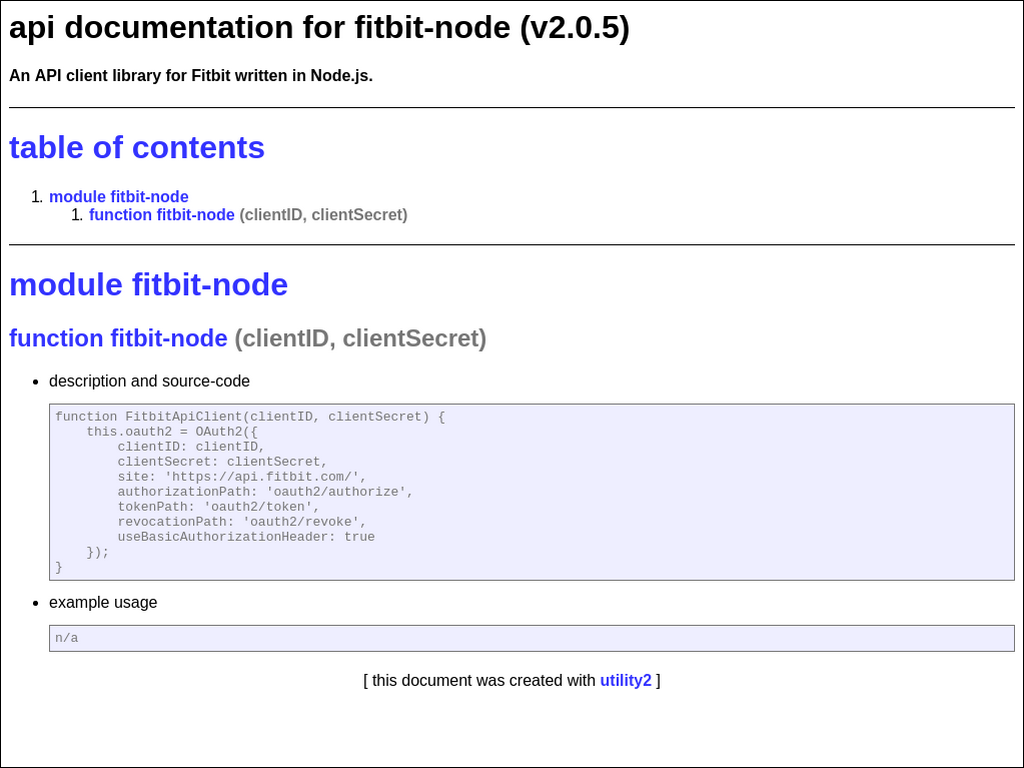 api documentation for fitbit-node (v2.0.5)
An API client library for Fitbit written in Node.js.
table of contents
1. module fitbit-node
1. function fitbit-node (clientID, clientSecret)
module fitbit-node
function fitbit-node (clientID, clientSecret)
• description and source-code
function FitbitApiClient(clientID, clientSecret) {
    this.oauth2 = OAuth2({
        clientID: clientID,
        clientSecret: clientSecret,
        site: 'https://api.fitbit.com/',
        authorizationPath: 'oauth2/authorize',
        tokenPath: 'oauth2/token',
        revocationPath: 'oauth2/revoke',
        useBasicAuthorizationHeader: true
    });
}
• example usage
n/a
[ this document was created with utility2 ]